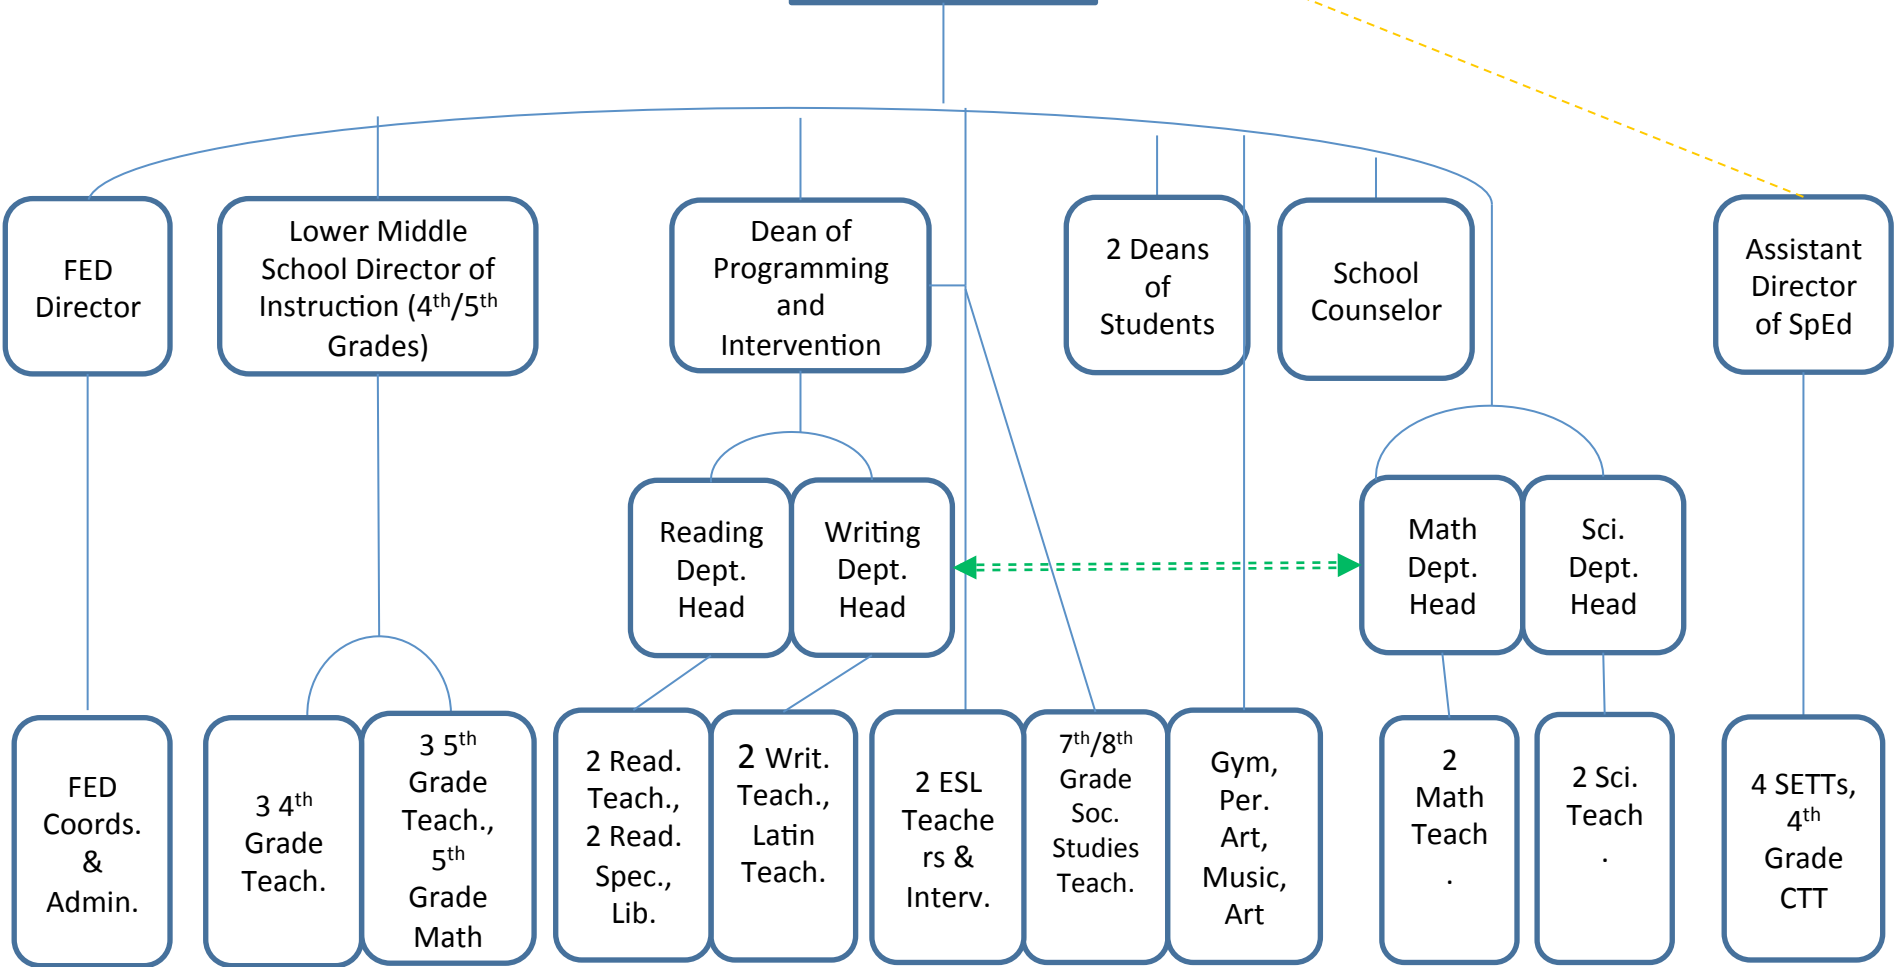 FED
Director
Lower Middle
School Director of
Instruction (4th/5th
Grades)
Dean of
Programming
and
Intervention
2 Deans
of
Students
School
Counselor
Assistant
Director
of SpEd
Reading
Dept.
Head
Writing
Dept.
Head
Math
Dept.
Head
Sci.
Dept.
Head
FED
Coords.
&
Admin.
3 4th
Grade
Teach.
3 5th
Grade
Teach.,
5th
Grade
Math
2 Read.
Teach.,
2 Read.
Spec.,
Lib.
2 Writ.
Teach.,
Latin
Teach.
2 ESL
Teache
rs &
Interv.
7th/8th
Grade
Soc.
Studies
Teach.
Gym,
Per.
Art,
Music,
Art
2
Math
Teach
.
2 Sci.
Teach
.
4 SETTs,
4th
Grade
CTT